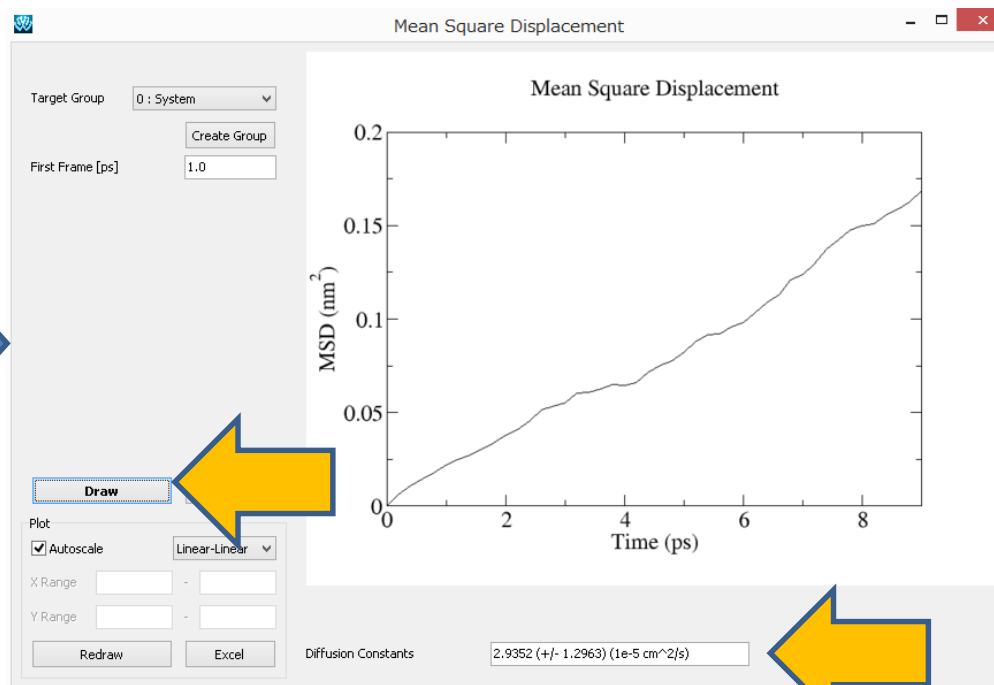 Mean Square Displacement
Target Group 0 : System
Create Group
First Frame [ps] 1.0
Draw
Plot
Autoscale Linear-Linear
X Range -
Y Range -
Redraw Excel
Mean Square Displacement
0.2
0.15
0.1
0.05
0
MSD (nm²)
0 2 4 6 8
Time (ps)
Diffusion Constants 2.9352 (+/- 1.2963) (1e-5 cm^2/s)